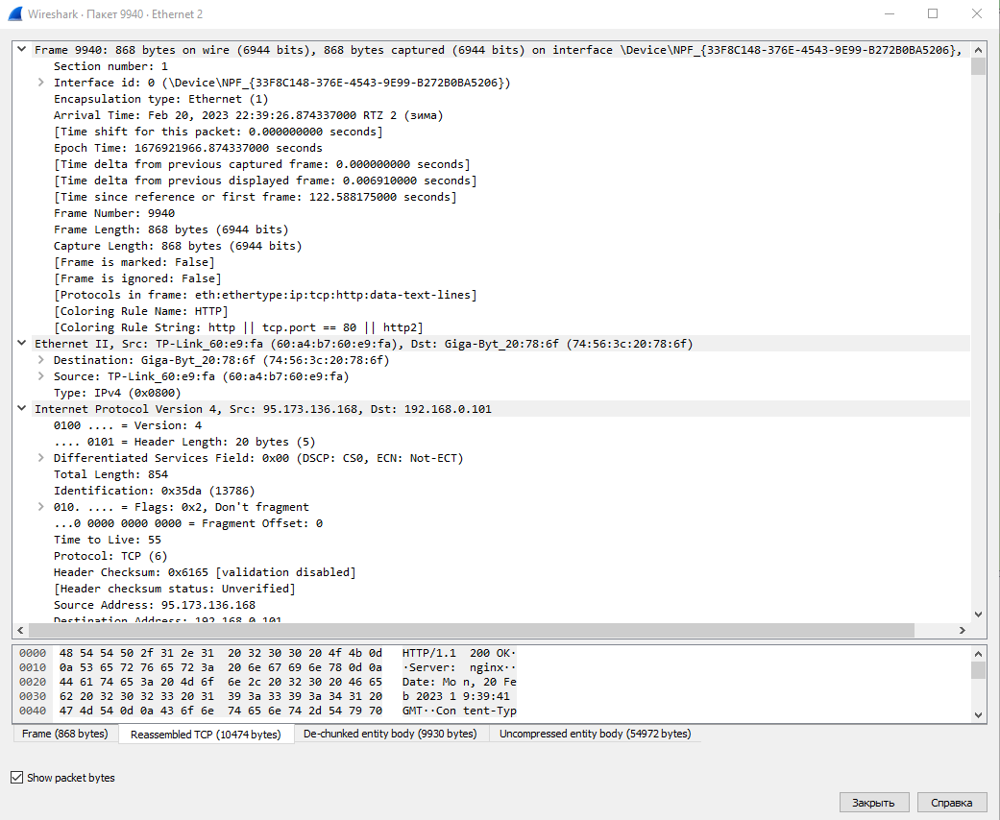 Wireshark · Пакет 9940 · Ethernet 2
Frame 9940: 868 bytes on wire (6944 bits), 868 bytes captured (6944 bits) on interface \Device\NPF_{33F8C148-376E-4543-9E99-B272B0BA5206},
Section number: 1
Interface id: 0 (\Device\NPF_{33F8C148-376E-4543-9E99-B272B0BA5206})
Encapsulation type: Ethernet (1)
Arrival Time: Feb 20, 2023 22:39:26.874337000 RTZ 2 (зима)
[Time shift for this packet: 0.000000000 seconds]
Epoch Time: 1676921966.874337000 seconds
[Time delta from previous captured frame: 0.000000000 seconds]
[Time delta from previous displayed frame: 0.006910000 seconds]
[Time since reference or first frame: 122.588175000 seconds]
Frame Number: 9940
Frame Length: 868 bytes (6944 bits)
Capture Length: 868 bytes (6944 bits)
[Frame is marked: False]
[Frame is ignored: False]
[Protocols in frame: eth:ethertype:ip:tcp:http:data-text-lines]
[Coloring Rule Name: HTTP]
[Coloring Rule String: http || tcp.port == 80 || http2]
Ethernet II, Src: TP-Link_60:e9:fa (60:a4:b7:60:e9:fa), Dst: Giga-Byt_20:78:6f (74:56:3c:20:78:6f)
Destination: Giga-Byt_20:78:6f (74:56:3c:20:78:6f)
Source: TP-Link_60:e9:fa (60:a4:b7:60:e9:fa)
Type: IPv4 (0x0800)
Internet Protocol Version 4, Src: 95.173.136.168, Dst: 192.168.0.101
0100 .... = Version: 4
.... 0101 = Header Length: 20 bytes (5)
Differentiated Services Field: 0x00 (DSCP: CS0, ECN: Not-ECT)
Total Length: 854
Identification: 0x35da (13786)
010. .... = Flags: 0x2, Don't fragment
...0 0000 0000 0000 = Fragment Offset: 0
Time to Live: 55
Protocol: TCP (6)
Header Checksum: 0x6165 [validation disabled]
[Header checksum status: Unverified]
Source Address: 95.173.136.168
Destination Address: 192.168.0.101
0000 48 54 54 50 2f 31 2e 31 20 32 30 30 20 4f 4b 0d HTTP/1.1 200 OK·
0010 0a 53 65 72 76 65 72 3a 20 6e 67 69 6e 78 0d 0a ·Server: nginx··
0020 44 61 74 65 3a 20 4d 6f 6e 2c 20 32 30 20 46 65 Date: Mo n, 20 Fe
0030 62 20 32 30 32 33 20 31 39 3a 33 39 3a 34 31 20 b 2023 1 9:39:41
0040 47 4d 54 0d 0a 43 6f 6e 74 65 6e 74 2d 54 79 70 GMT··Con tent-Typ
Frame (868 bytes) Reassembled TCP (10474 bytes) De-chunked entity body (9930 bytes) Uncompressed entity body (54972 bytes)
Show packet bytes
Закрыть Справка